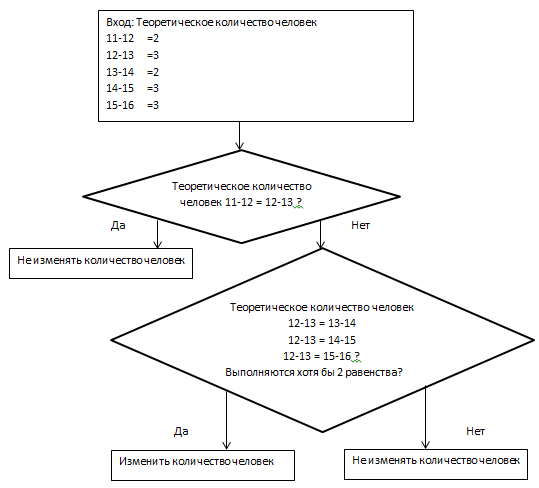 Вход: Теоретическое количество человек
11-12 =2
12-13 =3
13-14 =2
14-15 =3
15-16 =3
Теоретическое количество
человек 11-12 = 12-13 ?
Да
Нет
Не изменять количество человек
Теоретическое количество человек
12-13 = 13-14
12-13 = 14-15
12-13 = 15-16 ?
Выполняются хотя бы 2 равенства?
Да
Нет
Изменить количество человек
Не изменять количество человек